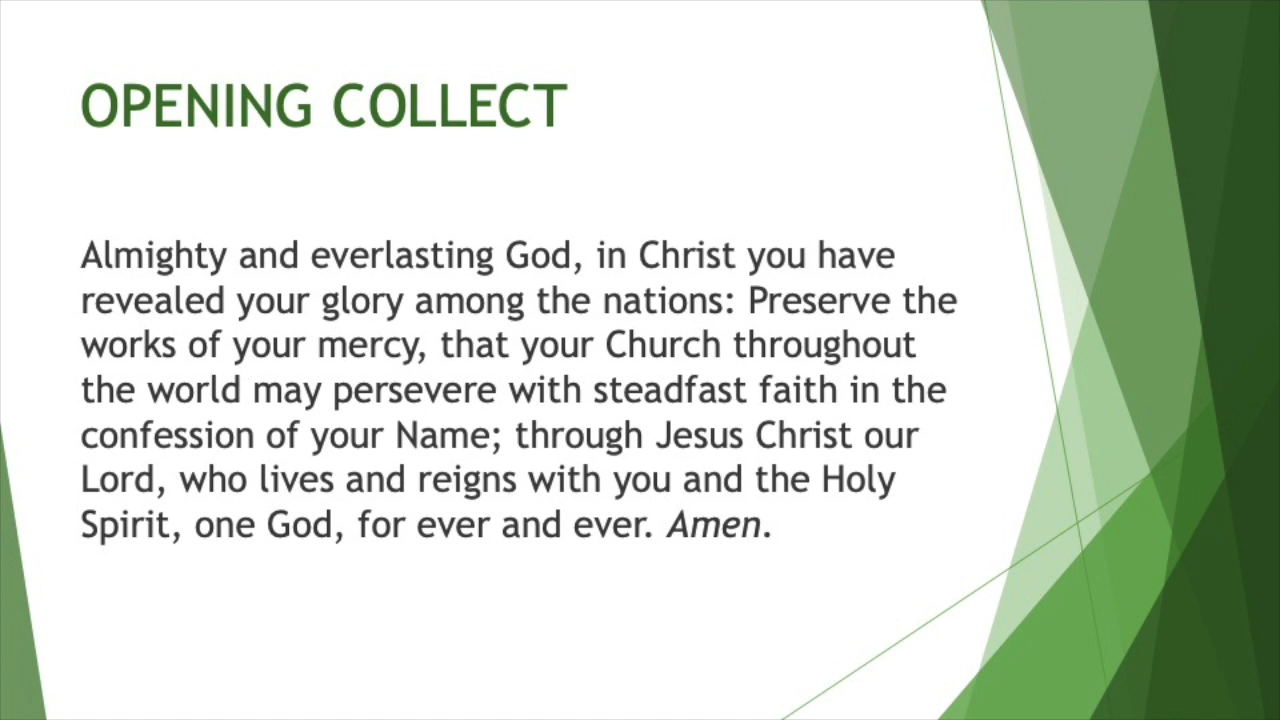 OPENING COLLECT
Almighty and everlasting God, in Christ you have
revealed your glory among the nations: Preserve the
works of your mercy, that your Church throughout
the world may persevere with steadfast faith in the
confession of your Name; through Jesus Christ our
Lord, who lives and reigns with you and the Holy
Spirit, one God, for ever and ever. Amen.